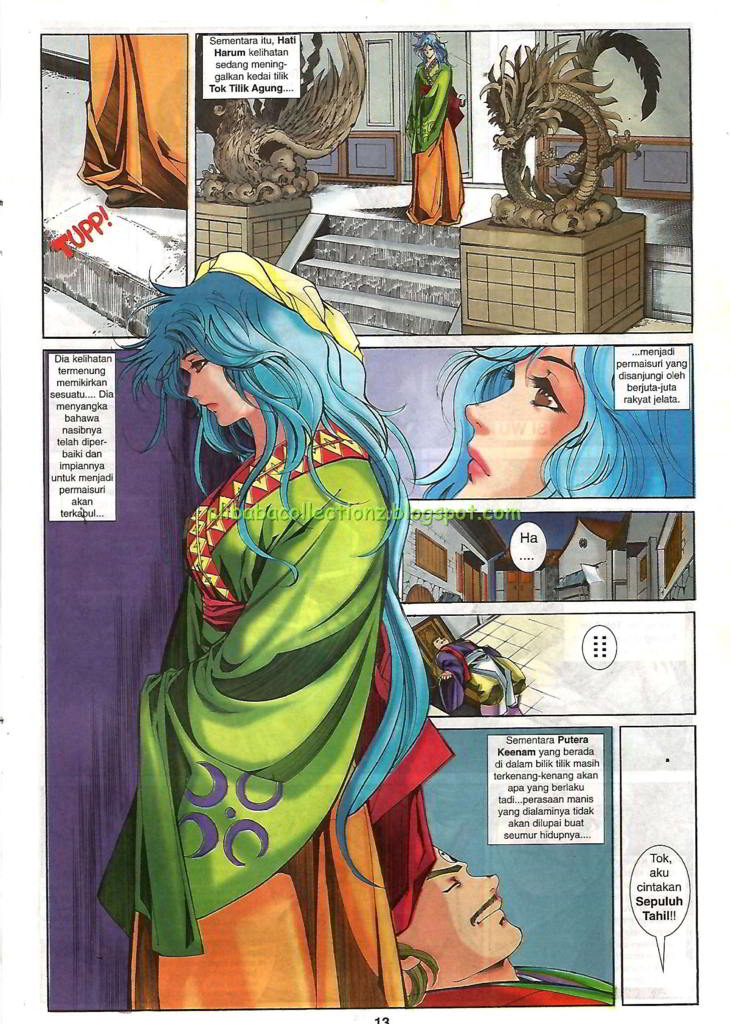 Sementara itu, Hati
Harum kelihatan
sedang mening-
galkan kedai tilik
Tok Tilik Agung....
TUPP!
Dia kelihatan
termenung
memikirkan
sesuatu.... Dia
menyangka
bahawa
nasibnya
telah diper-
baiki dan
impiannya
untuk menjadi
permaisuri
akan
terkabul...
...menjadi
permaisuri yang
disanjungi oleh
berjuta-juta
rakyat jelata.
alibabacollectionz.blogspot.com
Ha
....
Sementara Putera
Keenam yang berada
di dalam bilik tilik masih
terkenang-kenang akan
apa yang berlaku
tadi...perasaan manis
yang dialaminya tidak
akan dilupai buat
seumur hidupnya....
Tok,
aku
cintakan
Sepuluh
Tahil!!
13